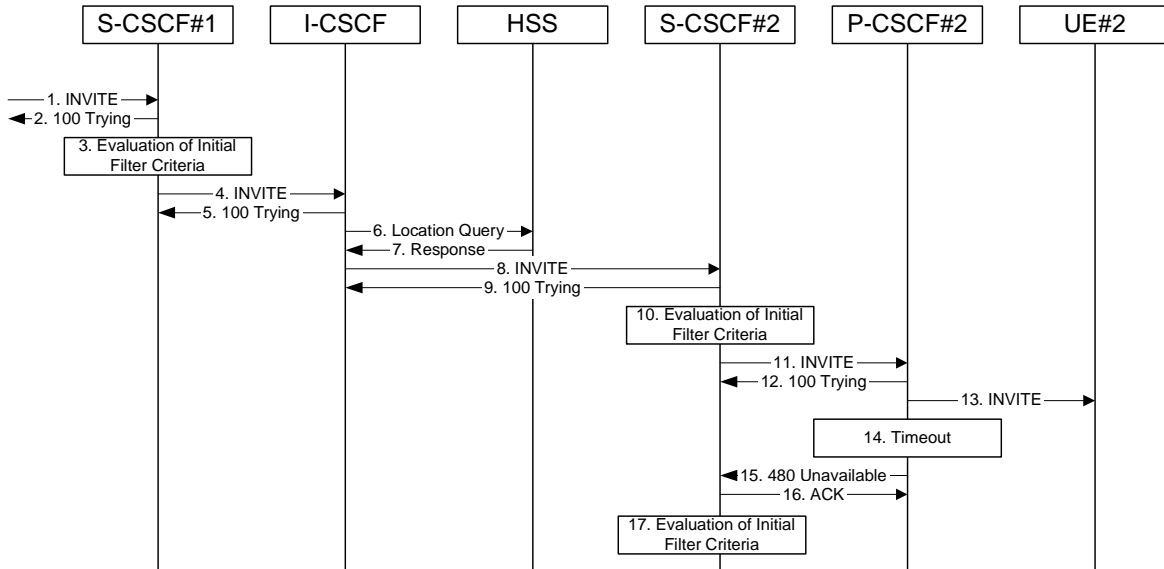 S-CSCF#1
I-CSCF
HSS
S-CSCF#2
P-CSCF#2
UE#2
1. INVITE
2. 100 Trying
3. Evaluation of Initial
Filter Criteria
4. INVITE
5. 100 Trying
6. Location Query
7. Response
8. INVITE
9. 100 Trying
10. Evaluation of Initial
Filter Criteria
11. INVITE
12. 100 Trying
13. INVITE
14. Timeout
15. 480 Unavailable
16. ACK
17. Evaluation of Initial
Filter Criteria